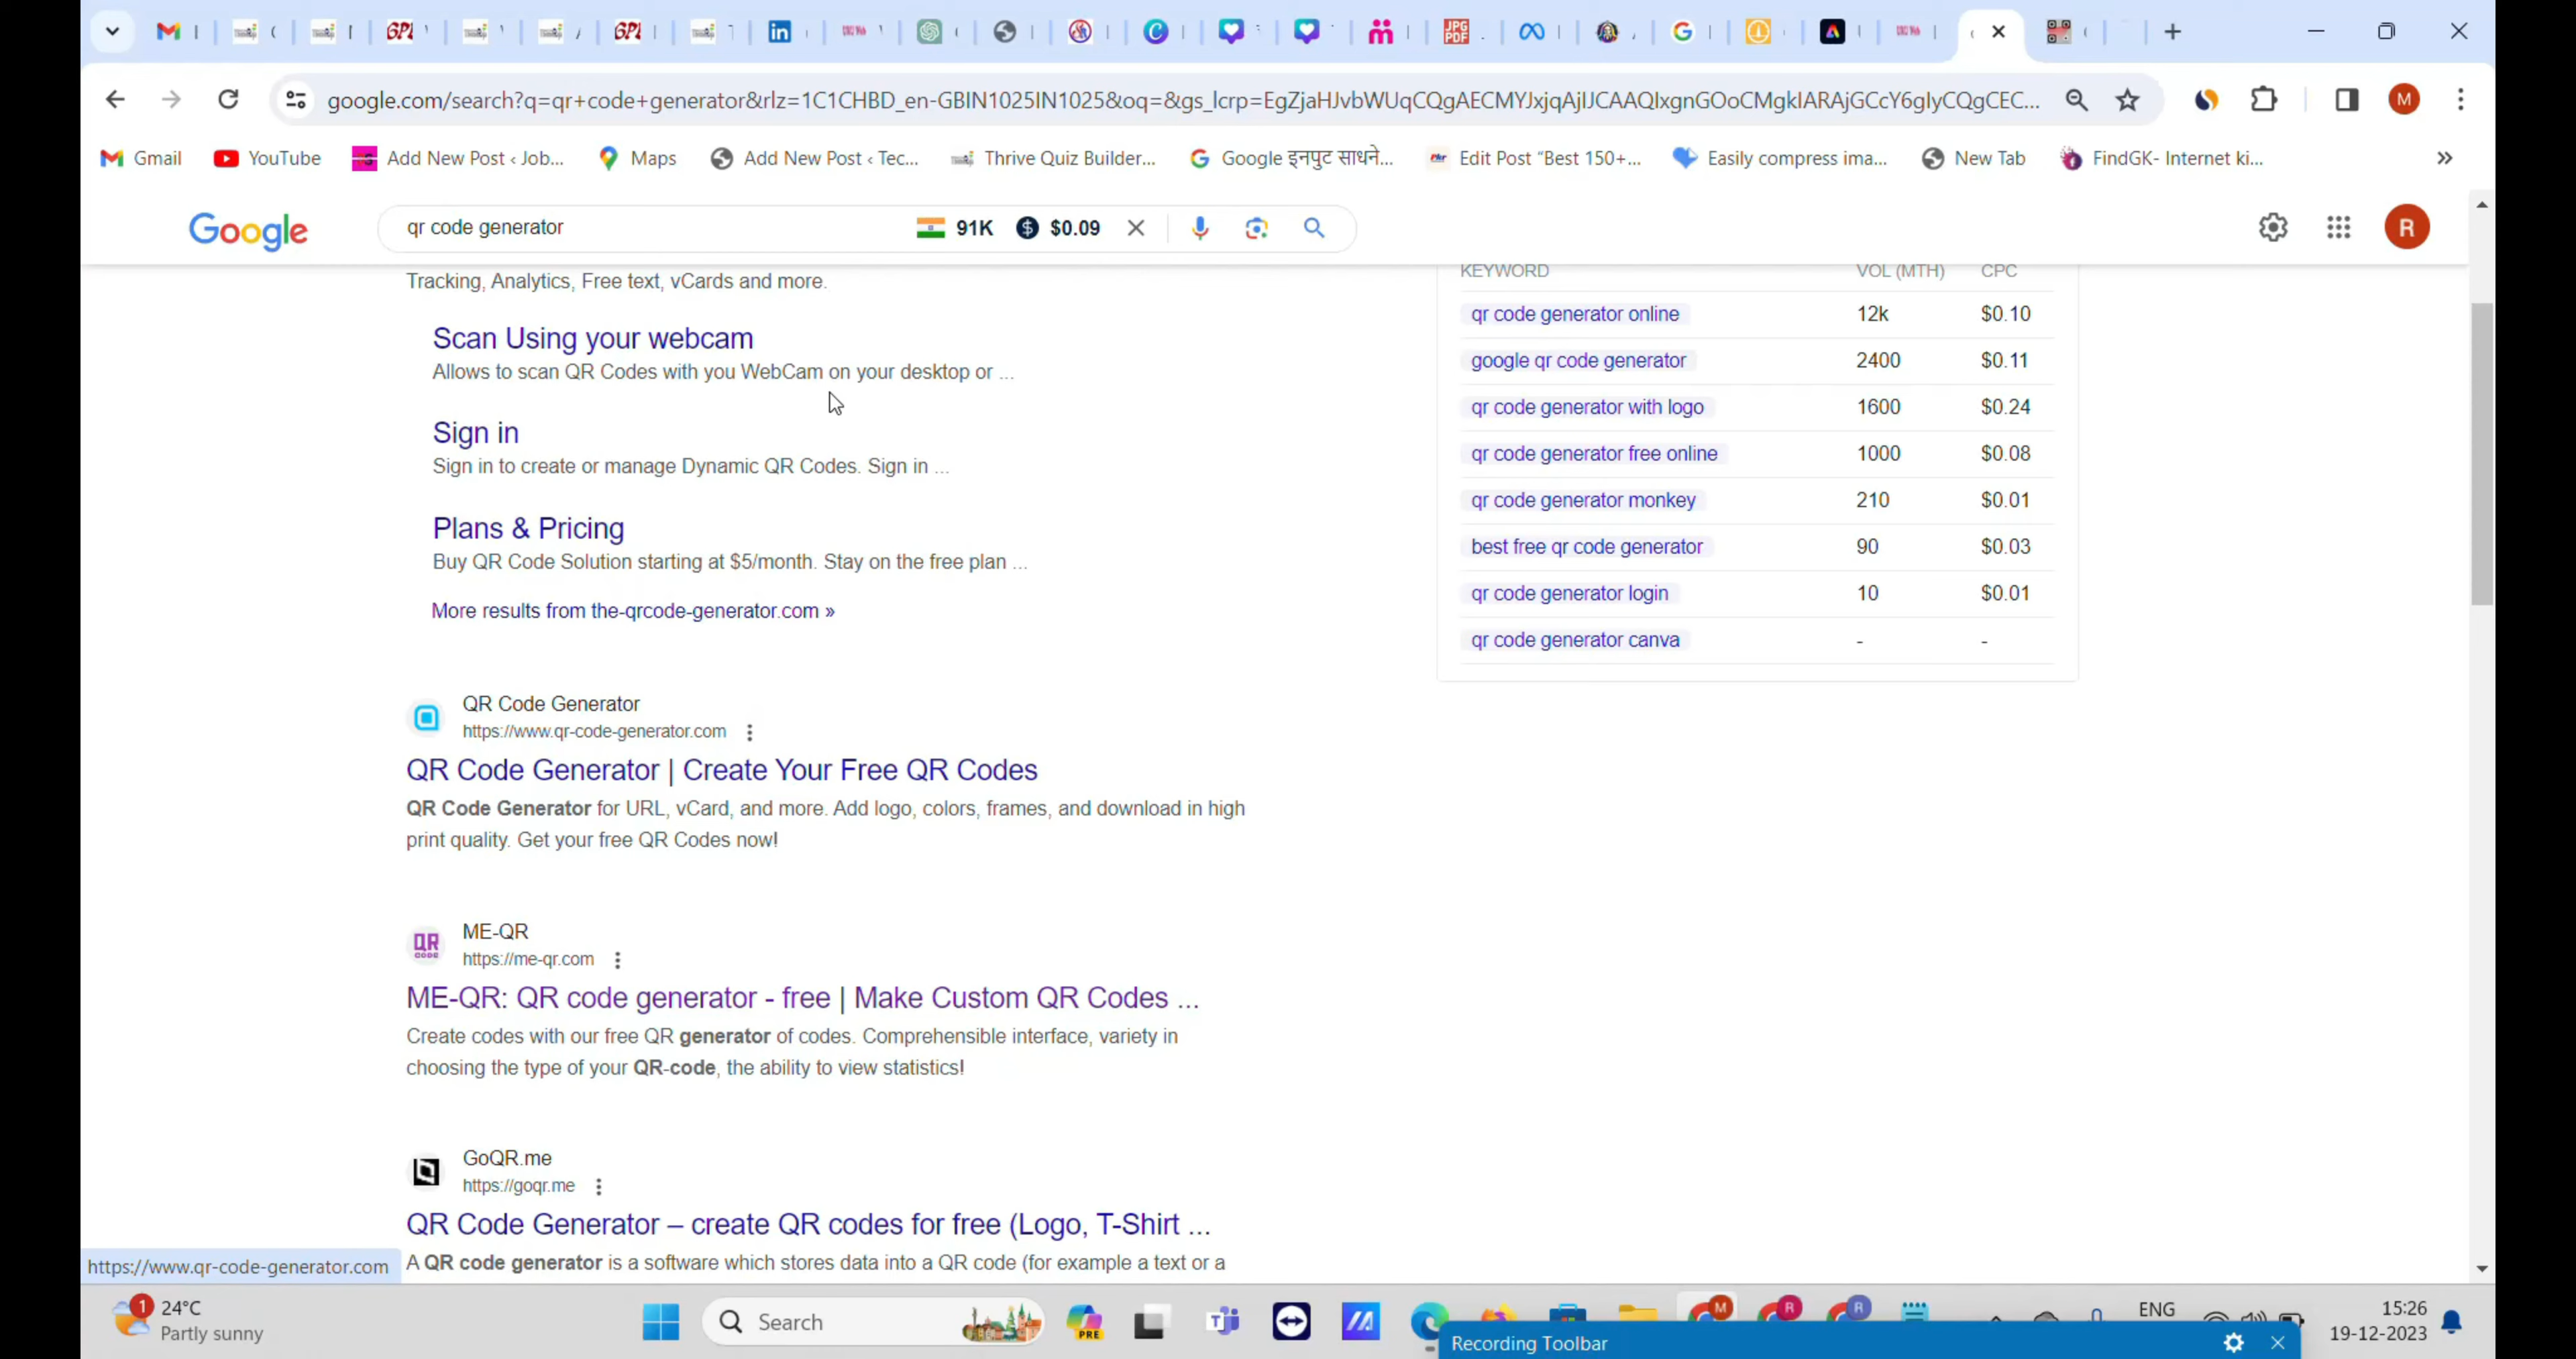 GPL
GPL
in
JPG
PDF
google.com/search?q=qr+code+generator&rlz=1C1CHBD_en-GBIN1025IN1025&oq=&gs_lcrp=EgZjaHJvbWUqCQgAECMYJxjqAjIJCAAQIxgnGOoCMgkIARAjGCcY6gIyCQgCEC...
M
Gmail
YouTube
Add New Post ‹ Job...
Maps
Add New Post ‹ Tec...
Thrive Quiz Builder...
Google इनपुट साधने...
Edit Post “Best 150+...
Easily compress ima...
New Tab
FindGK- Internet ki...
Google
qr code generator
91K
$0.09
R
Tracking, Analytics, Free text, vCards and more.
Scan Using your webcam
Allows to scan QR Codes with you WebCam on your desktop or ...
Sign in
Sign in to create or manage Dynamic QR Codes. Sign in ...
Plans & Pricing
Buy QR Code Solution starting at $5/month. Stay on the free plan ...
More results from the-qrcode-generator.com »
KEYWORD VOL (MTH) CPC
qr code generator online 12k $0.10
google qr code generator 2400 $0.11
qr code generator with logo 1600 $0.24
qr code generator free online 1000 $0.08
qr code generator monkey 210 $0.01
best free qr code generator 90 $0.03
qr code generator login 10 $0.01
qr code generator canva - -
QR Code Generator
https://www.qr-code-generator.com
QR Code Generator | Create Your Free QR Codes
QR Code Generator for URL, vCard, and more. Add logo, colors, frames, and download in high
print quality. Get your free QR Codes now!
QR
CODE
ME-QR
https://me-qr.com
ME-QR: QR code generator - free | Make Custom QR Codes ...
Create codes with our free QR generator of codes. Comprehensible interface, variety in
choosing the type of your QR-code, the ability to view statistics!
GoQR.me
https://goqr.me
QR Code Generator – create QR codes for free (Logo, T-Shirt ...
A QR code generator is a software which stores data into a QR code (for example a text or a
https://www.qr-code-generator.com
1
24°C
Partly sunny
Search
PRE
M
R
R
ENG
15:26
19-12-2023
Recording Toolbar